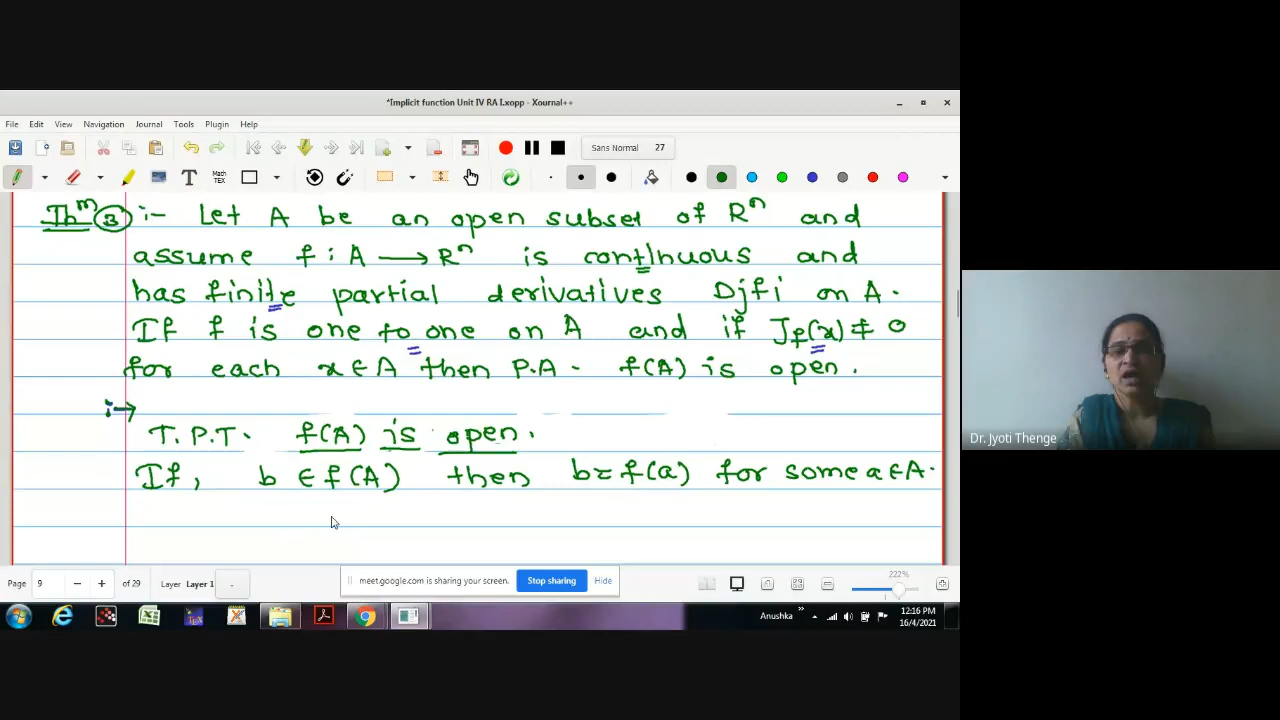 *Implicit function Unit IV RA I.xopp - Xournal++
File Edit View Navigation Journal Tools Plugin Help
Sans Normal 27
Thm 3 :- Let A be an open subset of Rn and
assume f : A → Rn is continuous and
has finite partial derivatives Djfi on A.
If f is one to one on A and if Jf(x) ≠ 0
for each x ∈ A then P.A. f(A) is open.
:→
T.P.T. f(A) is open.
If, b ∈ f(A) then b = f(a) for some a ∈ A.
Dr. Jyoti Thenge
Page 9 of 29 Layer Layer 1
meet.google.com is sharing your screen. Stop sharing Hide
222%
Anushka
12:16 PM
16/4/2021